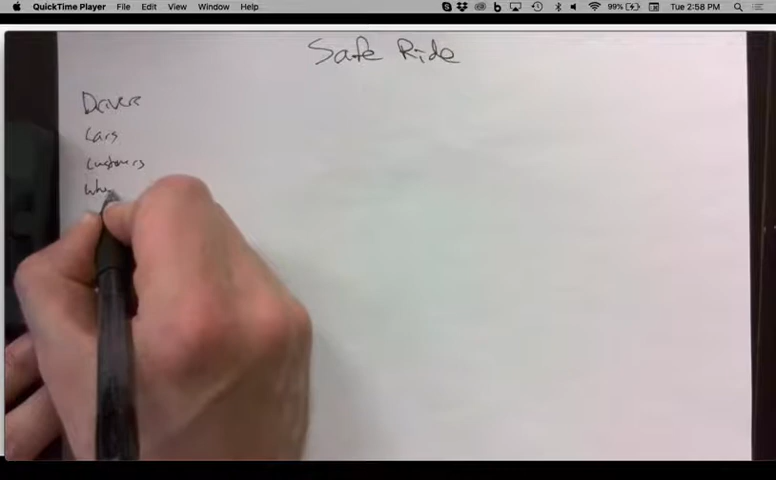 QuickTime Player File Edit View Window Help 99% Tue 2:58 PM
Safe Ride
Drivers
Cars
Customers